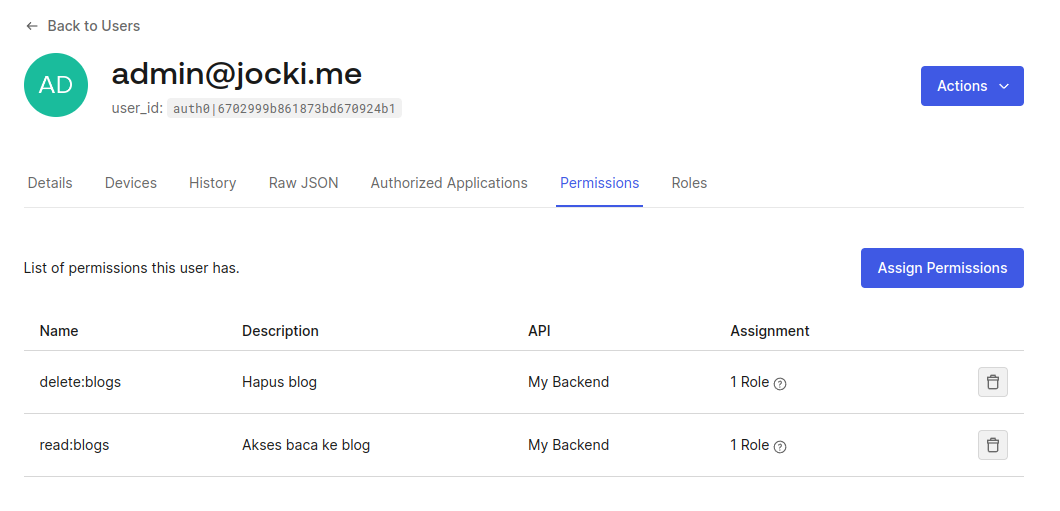 ← Back to Users
AD
admin@jocki.me
user_id: auth0|6702999b861873bd670924b1
Actions
Details Devices History Raw JSON Authorized Applications Permissions Roles
List of permissions this user has.
Assign Permissions
Name Description API Assignment
delete:blogs Hapus blog My Backend 1 Role ?
read:blogs Akses baca ke blog My Backend 1 Role ?